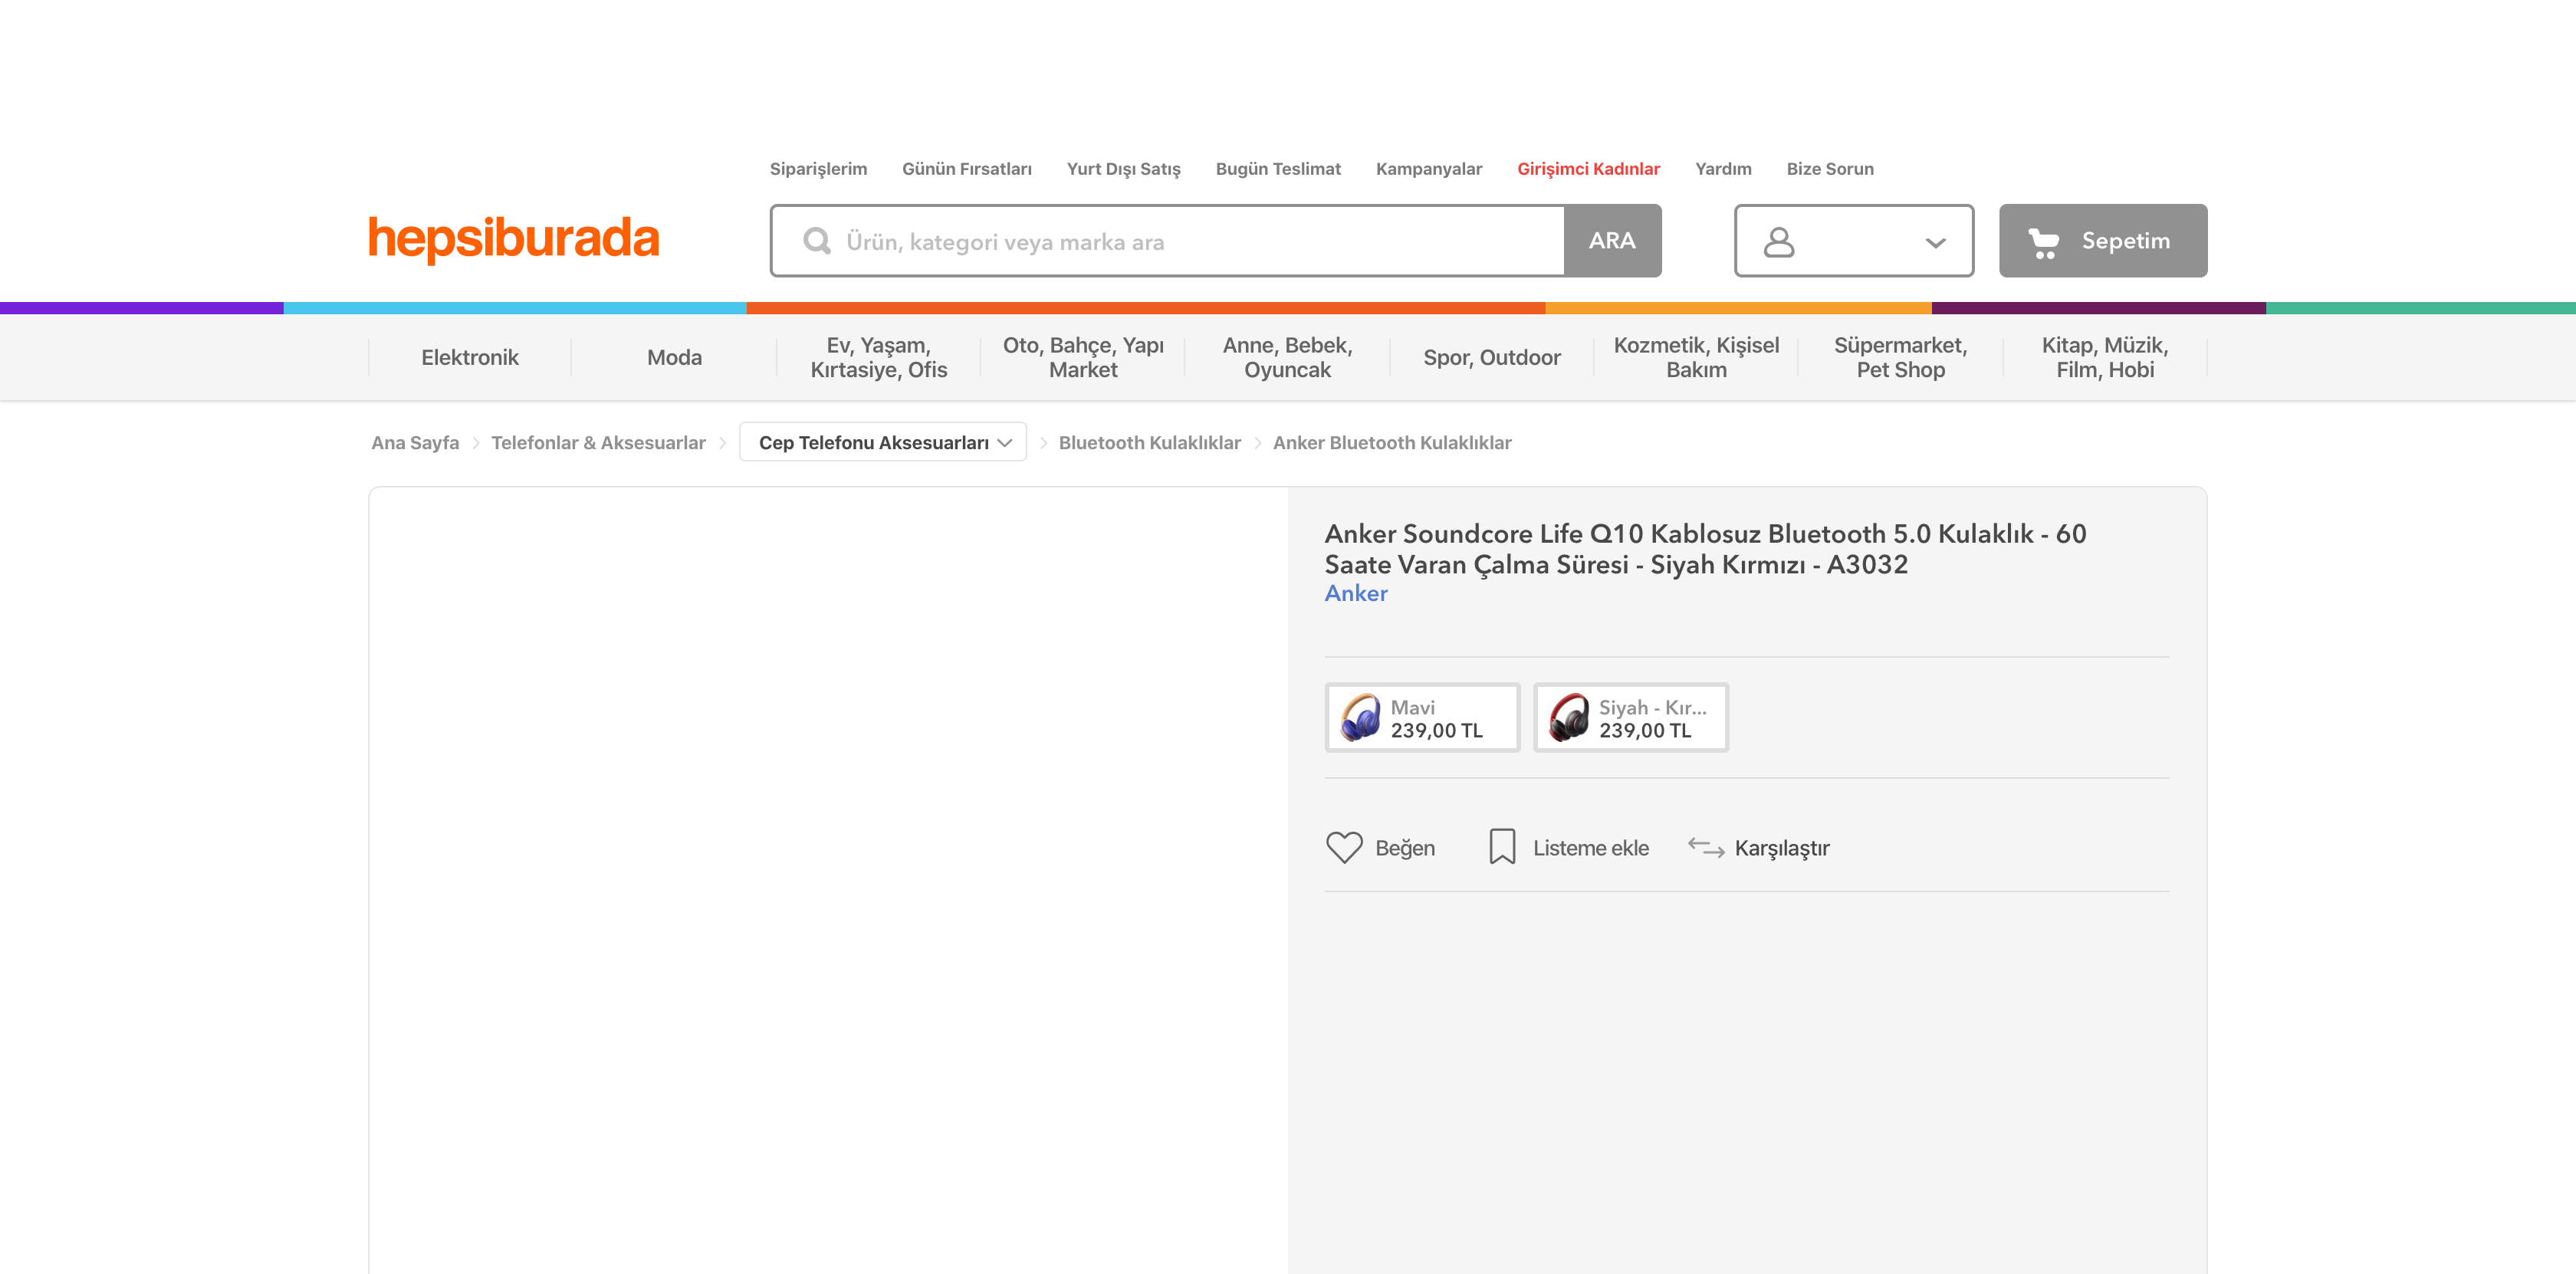 Siparişlerim Günün Fırsatları Yurt Dışı Satış Bugün Teslimat Kampanyalar Girişimci Kadınlar Yardım Bize Sorun
hepsiburada
Ürün, kategori veya marka ara
ARA
Sepetim
Elektronik
Moda
Ev, Yaşam,
Kırtasiye, Ofis
Oto, Bahçe, Yapı
Market
Anne, Bebek,
Oyuncak
Spor, Outdoor
Kozmetik, Kişisel
Bakım
Süpermarket,
Pet Shop
Kitap, Müzik,
Film, Hobi
Ana Sayfa Telefonlar & Aksesuarlar Cep Telefonu Aksesuarları Bluetooth Kulaklıklar Anker Bluetooth Kulaklıklar
Anker Soundcore Life Q10 Kablosuz Bluetooth 5.0 Kulaklık - 60
Saate Varan Çalma Süresi - Siyah Kırmızı - A3032
Anker
Mavi
239,00 TL
Siyah - Kır...
239,00 TL
Beğen Listeme ekle Karşılaştır